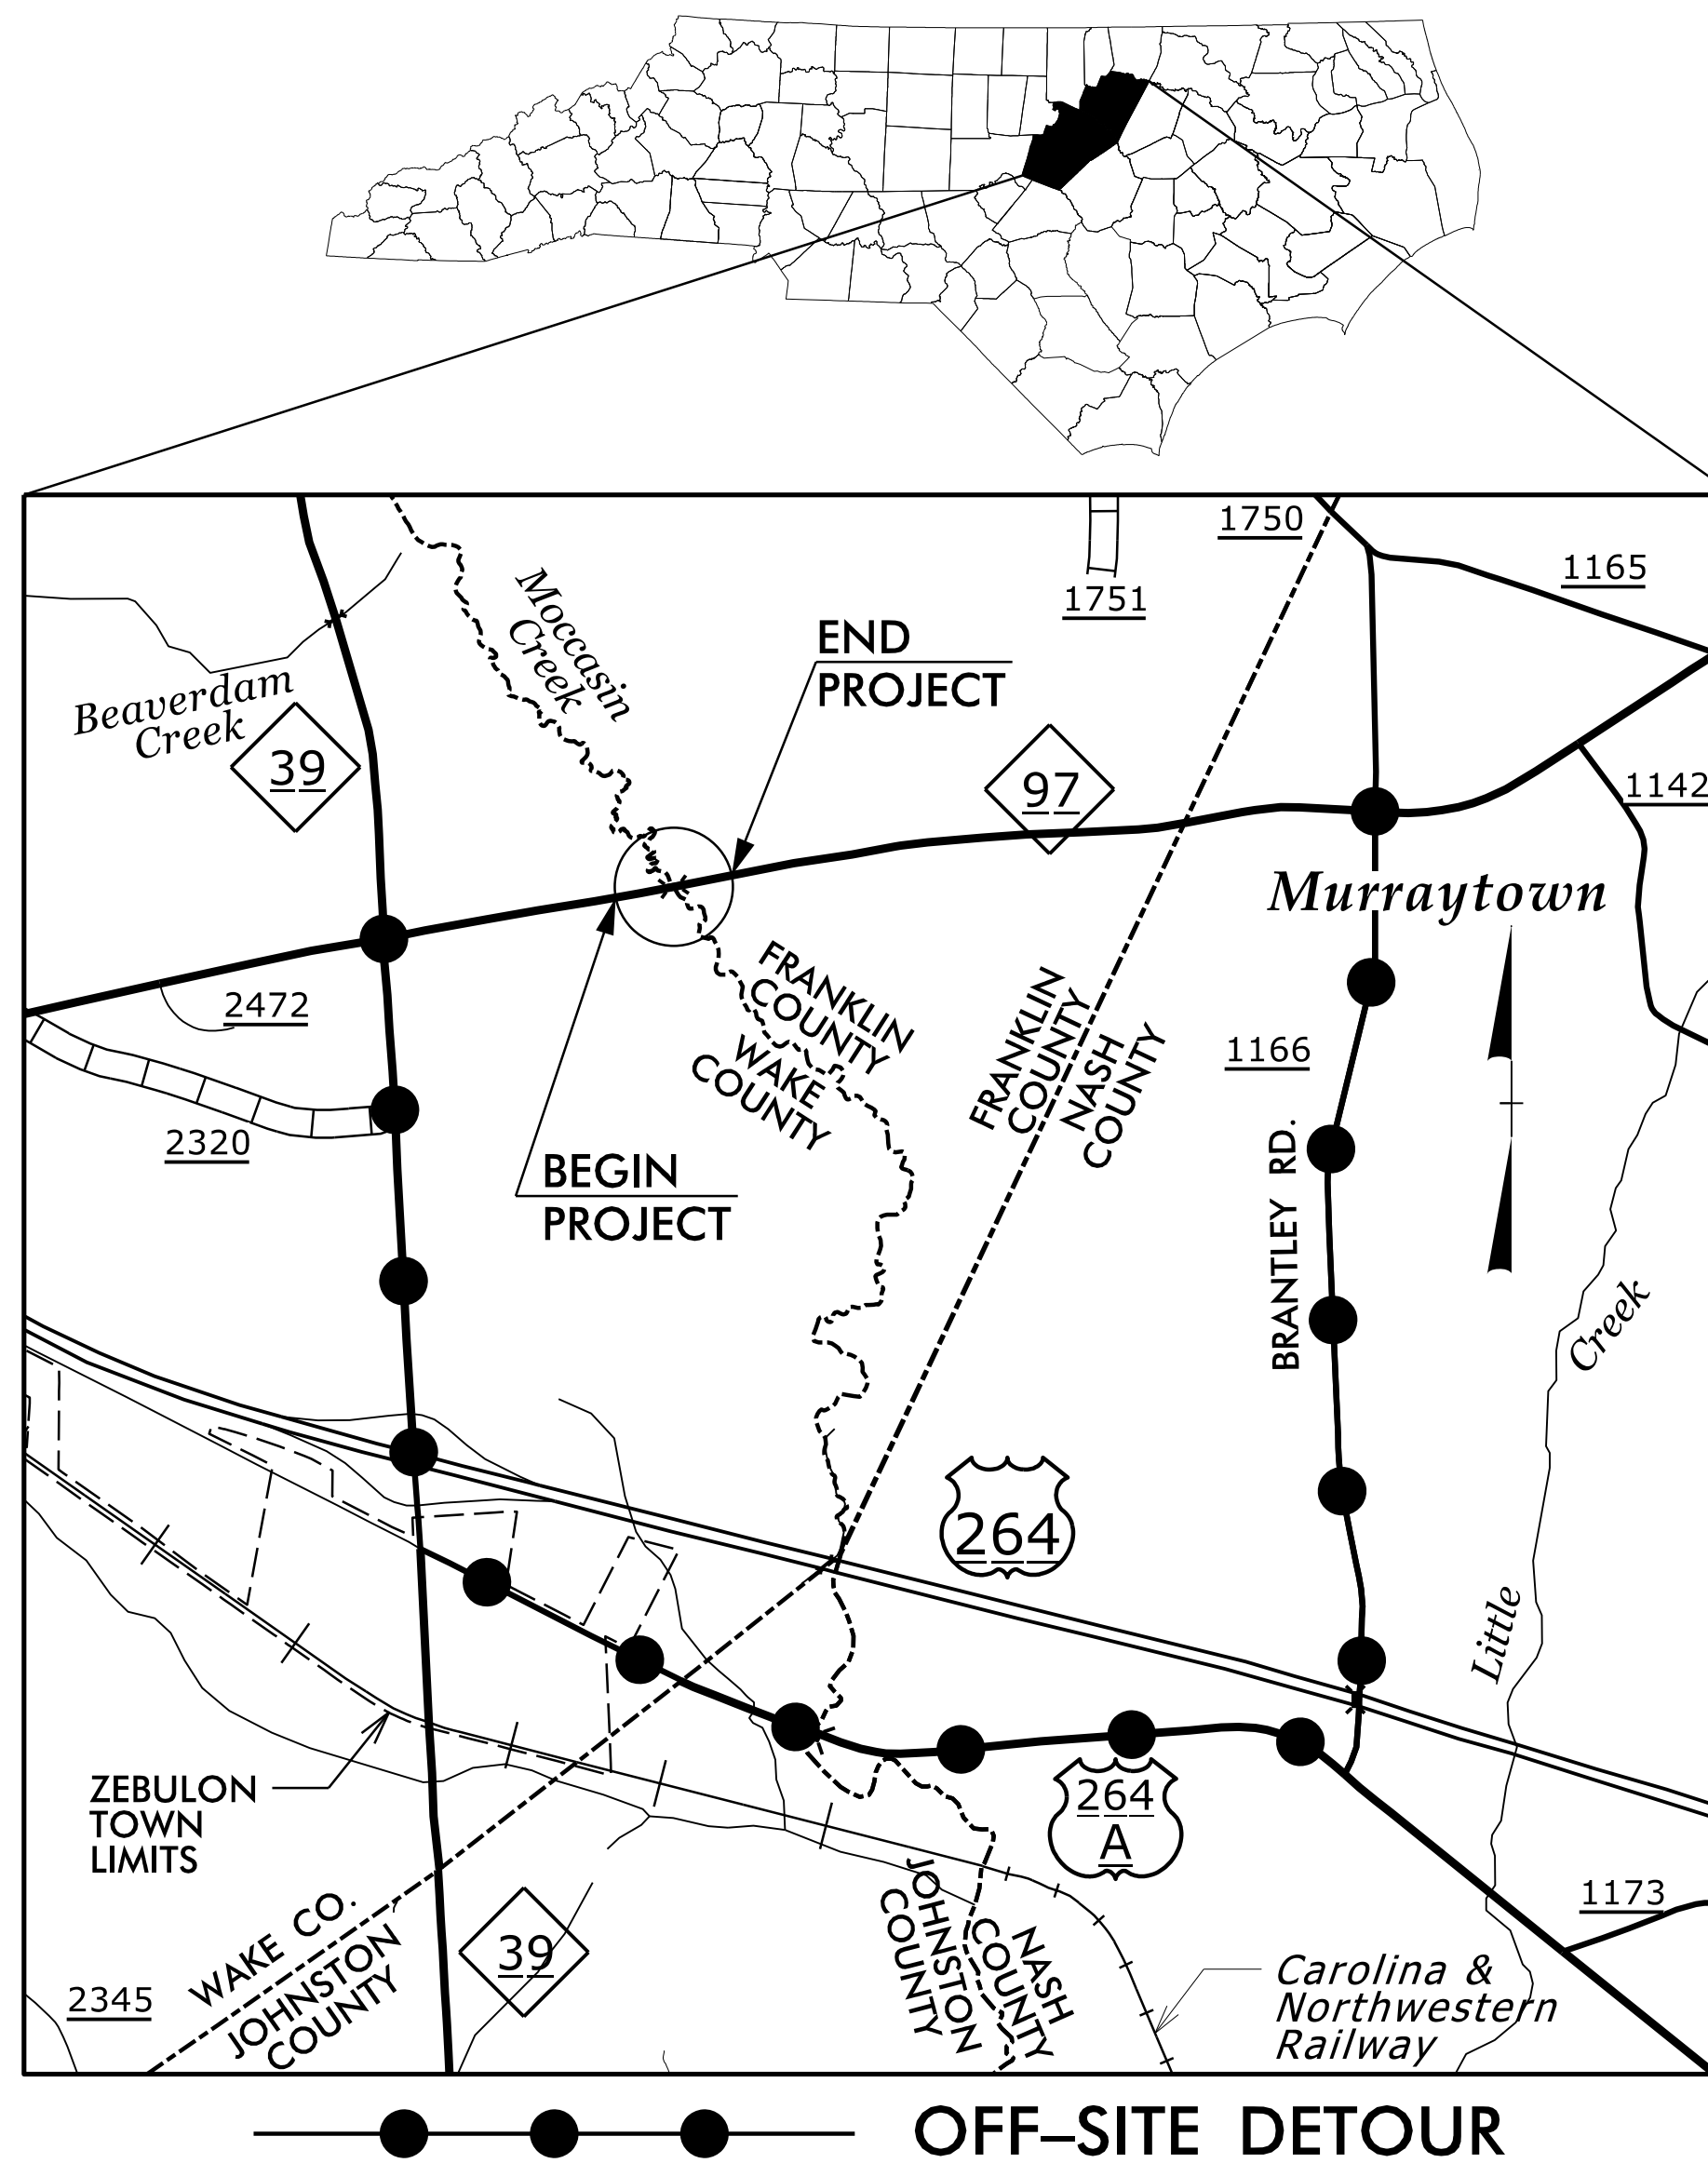 1750
1165
1751
Moccasin
Creek
END
PROJECT
Beaverdam
Creek
39
97
1142
Murraytown
2472
FRANKLIN
COUNTY
WAKE
COUNTY
FRANKLIN
COUNTY
NASH
COUNTY
1166
2320
BEGIN
PROJECT
BRANTLEY RD.
Creek
Little
264
264
A
ZEBULON
TOWN
LIMITS
1173
WAKE CO.
JOHNSTON
COUNTY
39
JOHNSTON
COUNTY
NASH
COUNTY
2345
Carolina &
Northwestern
Railway
OFF–SITE DETOUR